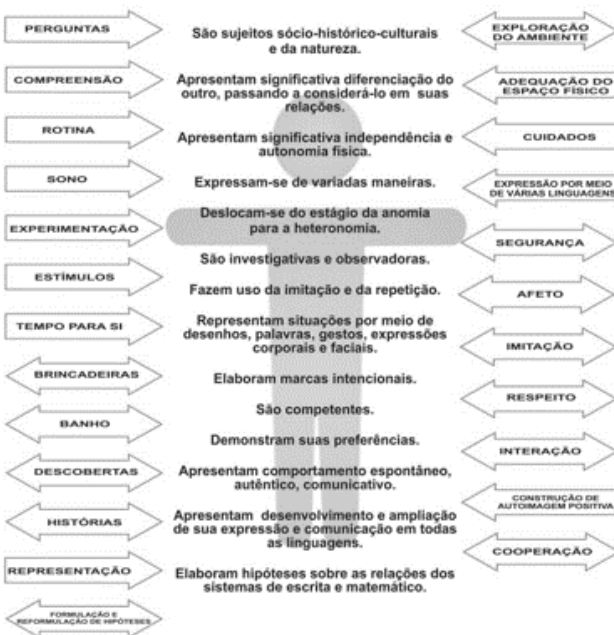 PERGUNTAS
COMPREENSÃO
ROTINA
SONO
EXPERIMENTAÇÃO
ESTÍMULOS
TEMPO PARA SI
BRINCADEIRAS
BANHO
DESCOBERTAS
HISTÓRIAS
REPRESENTAÇÃO
FORMULAÇÃO E
REFORMULAÇÃO DE HIPÓTESES
São sujeitos sócio-histórico-culturais
e da natureza.
Apresentam significativa diferenciação do
outro, passando a considerá-lo em suas
relações.
Apresentam significativa independência e
autonomia física.
Expressam-se de variadas maneiras.
Deslocam-se do estágio da anomia
para a heteronomia.
São investigativas e observadoras.
Fazem uso da imitação e da repetição.
Representam situações por meio de
desenhos, palavras, gestos, expressões
corporais e faciais.
Elaboram marcas intencionais.
São competentes.
Demonstram suas preferências.
Apresentam comportamento espontâneo,
autêntico, comunicativo.
Apresentam desenvolvimento e ampliação
de sua expressão e comunicação em todas
as linguagens.
Elaboram hipóteses sobre as relações dos
sistemas de escrita e matemático.
EXPLORAÇÃO
DO AMBIENTE
ADEQUAÇÃO DO
ESPAÇO FÍSICO
CUIDADOS
EXPRESSÃO POR MEIO
DE VÁRIAS LINGUAGENS
SEGURANÇA
AFETO
IMITAÇÃO
RESPEITO
INTERAÇÃO
CONSTRUÇÃO DE
AUTOIMAGEM POSITIVA
COOPERAÇÃO